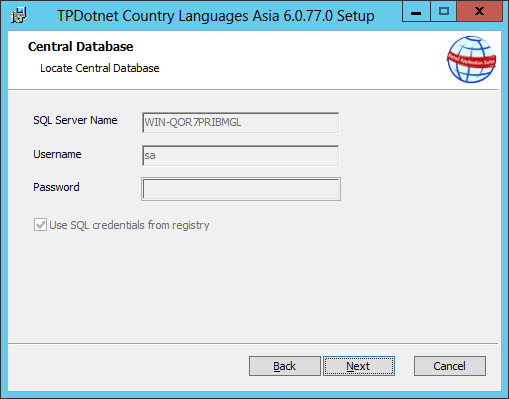 TPDotnet Country Languages Asia 6.0.77.0 Setup
Central Database
Locate Central Database
SQL Server Name
WIN-QOR7PRIBMGL
Username
sa
Password
Use SQL credentials from registry
Back
Next
Cancel